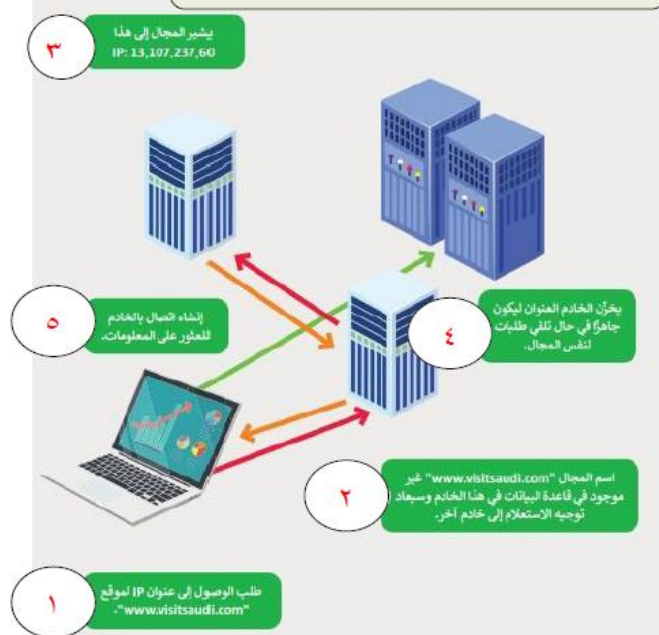 ٣
يشير المجال إلى هذا
IP: 13,107,237,60
٥
إنشاء اتصال بالخادم
للعثور على المعلومات.
٤
يخزّن الخادم العنوان ليكون
جاهزًا في حال تلقي طلبات
لنفس المجال.
٢
اسم المجال "www.visitsaudi.com" غير
موجود في قاعدة البيانات في هذا الخادم وسيعاد
توجيه الاستعلام إلى خادم آخر.
١
طلب الوصول إلى عنوان IP لموقع
"www.visitsaudi.com".